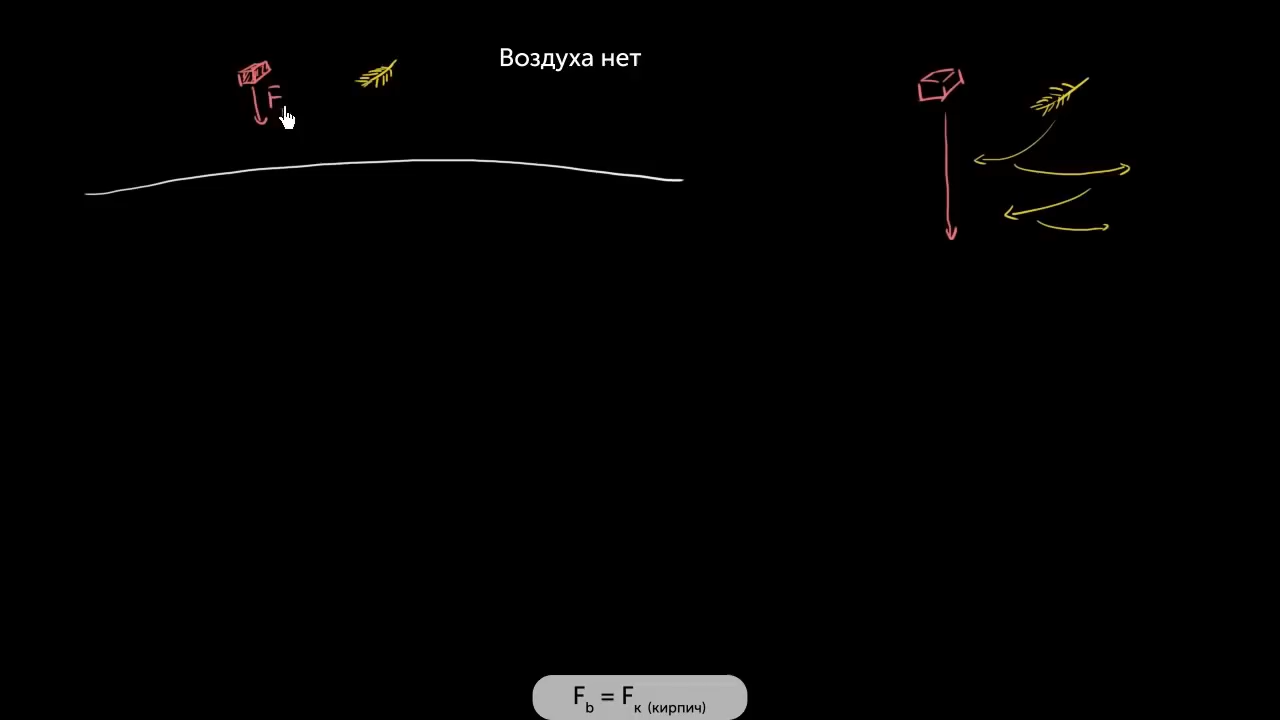 Воздуха нет
F
F_b = F_к (кирпич)